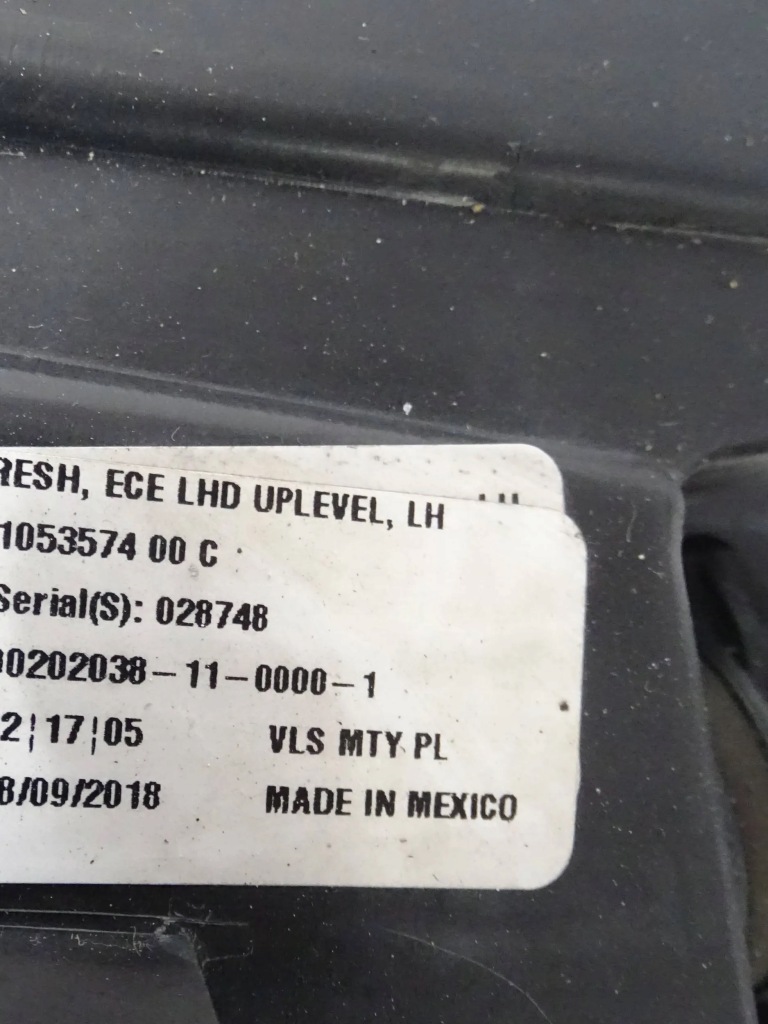 RESH, ECE LHD UPLEVEL, LH
1053574 00 C
Serial(S): 028748
0202038-11-0000-1
2¦17¦05 VLS MTY PL
8/09/2018 MADE IN MEXICO